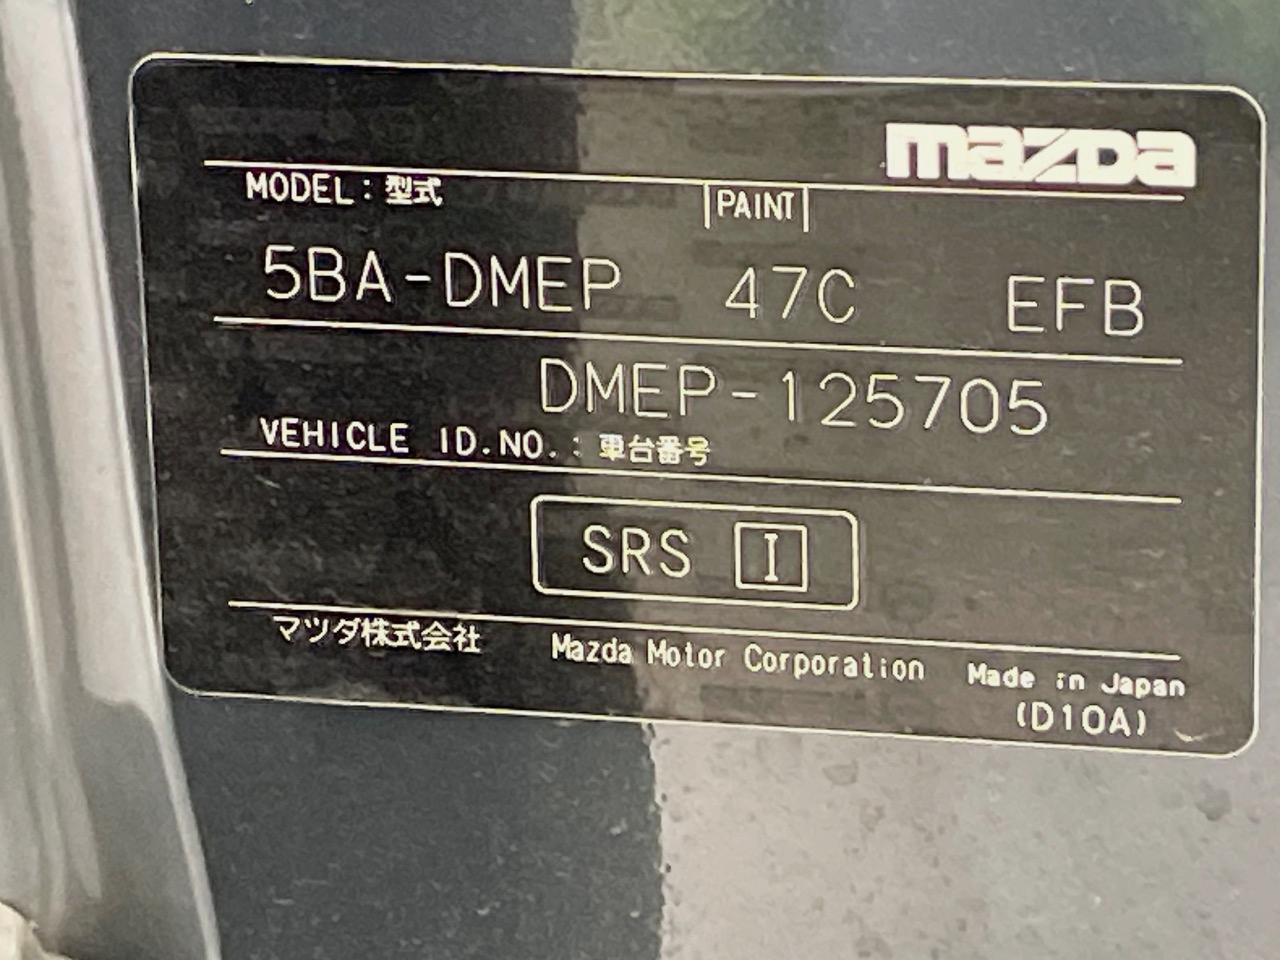 mazda
MODEL : 型式 PAINT
5BA-DMEP 47C EFB
DMEP-125705
VEHICLE ID.NO. : 車台番号
SRS I
マツダ株式会社 Mazda Motor Corporation Made in Japan
(D10A)